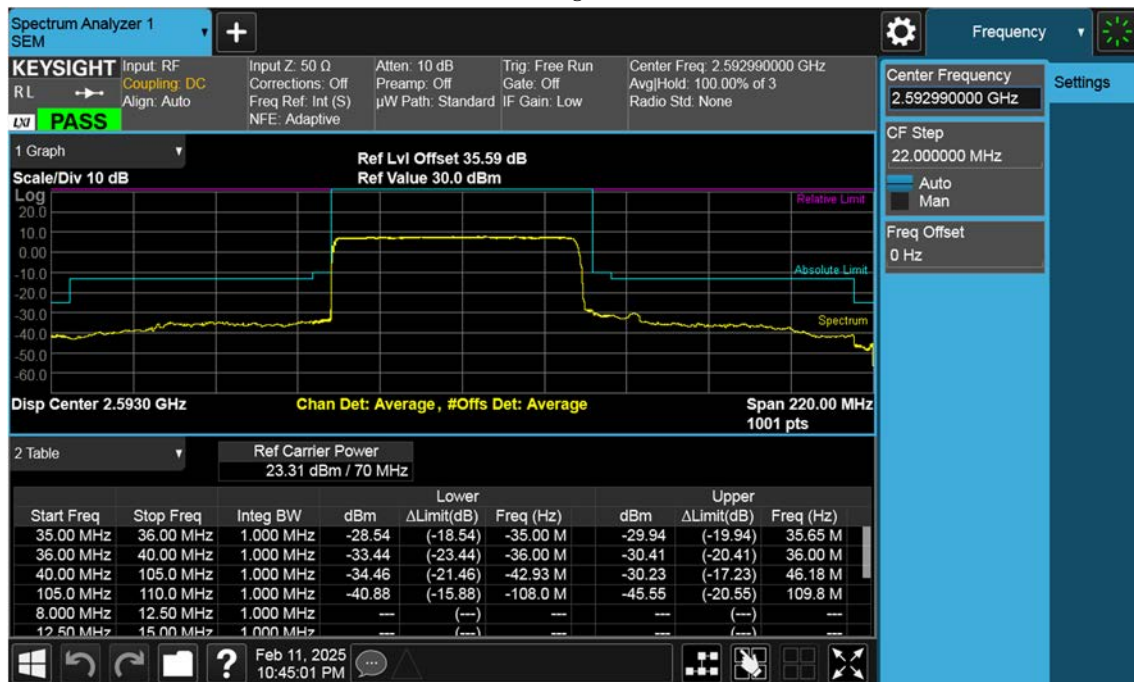 Spectrum Analyzer 1
SEM
Frequency
KEYSIGHT
RL
LXI PASS
Input: RF
Coupling: DC
Align: Auto
Input Z: 50 Ω
Corrections: Off
Freq Ref: Int (S)
NFE: Adaptive
Atten: 10 dB
Preamp: Off
µW Path: Standard
Trig: Free Run
Gate: Off
IF Gain: Low
Center Freq: 2.592990000 GHz
Avg|Hold: 100.00% of 3
Radio Std: None
Center Frequency
2.592990000 GHz
Settings
CF Step
22.000000 MHz
Auto
Man
Freq Offset
0 Hz
1 Graph
Scale/Div 10 dB
Ref Lvl Offset 35.59 dB
Ref Value 30.0 dBm
Log
Relative Limit
20.0
10.0
0.00
-10.0
Absolute Limit
-20.0
-30.0
Spectrum
-40.0
-50.0
-60.0
Disp Center 2.5930 GHz
Chan Det: Average, #Offs Det: Average
Span 220.00 MHz
1001 pts
2 Table
Ref Carrier Power
23.31 dBm / 70 MHz
Lower Upper
Start Freq Stop Freq Integ BW dBm ΔLimit(dB) Freq (Hz) dBm ΔLimit(dB) Freq (Hz)
35.00 MHz 36.00 MHz 1.000 MHz -28.54 (-18.54) -35.00 M -29.94 (-19.94) 35.65 M
36.00 MHz 40.00 MHz 1.000 MHz -33.44 (-23.44) -36.00 M -30.41 (-20.41) 36.00 M
40.00 MHz 105.0 MHz 1.000 MHz -34.46 (-21.46) -42.93 M -30.23 (-17.23) 46.18 M
105.0 MHz 110.0 MHz 1.000 MHz -40.88 (-15.88) -108.0 M -45.55 (-20.55) 109.8 M
8.000 MHz 12.50 MHz 1.000 MHz --- (---) --- --- (---) ---
12.50 MHz 15.00 MHz 1.000 MHz --- (---) --- --- (---) ---
?
Feb 11, 2025
10:45:01 PM